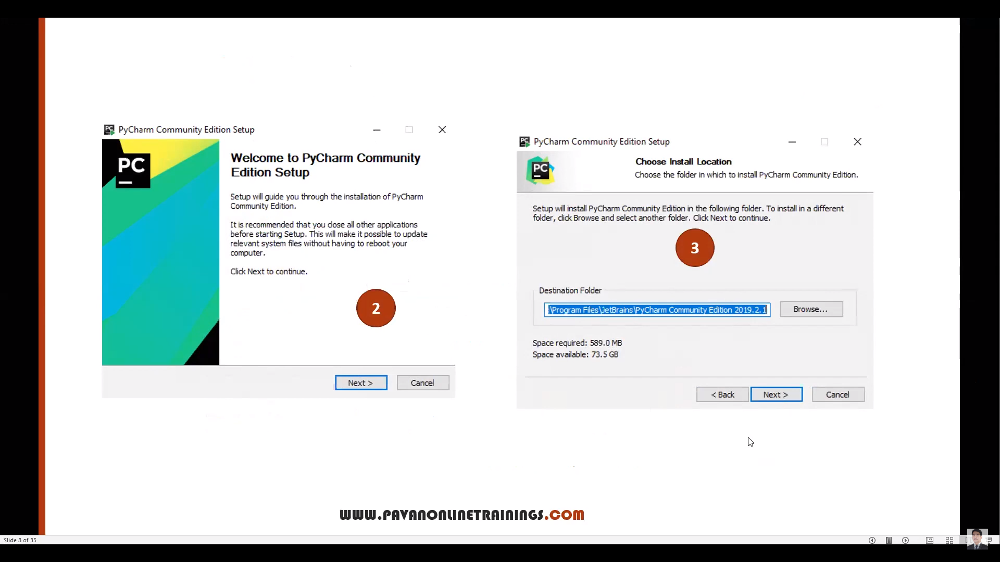 PyCharm Community Edition Setup
PC
Welcome to PyCharm Community
Edition Setup
Setup will guide you through the installation of PyCharm
Community Edition.
It is recommended that you close all other applications
before starting Setup. This will make it possible to update
relevant system files without having to reboot your
computer.
Click Next to continue.
2
Next >
Cancel
PyCharm Community Edition Setup
PC
Choose Install Location
Choose the folder in which to install PyCharm Community Edition.
Setup will install PyCharm Community Edition in the following folder. To install in a different
folder, click Browse and select another folder. Click Next to continue.
3
Destination Folder
:\Program Files\JetBrains\PyCharm Community Edition 2019.2.1
Browse...
Space required: 589.0 MB
Space available: 73.5 GB
< Back
Next >
Cancel
WWW.PAVANONLINETRAININGS.COM
Slide 8 of 35